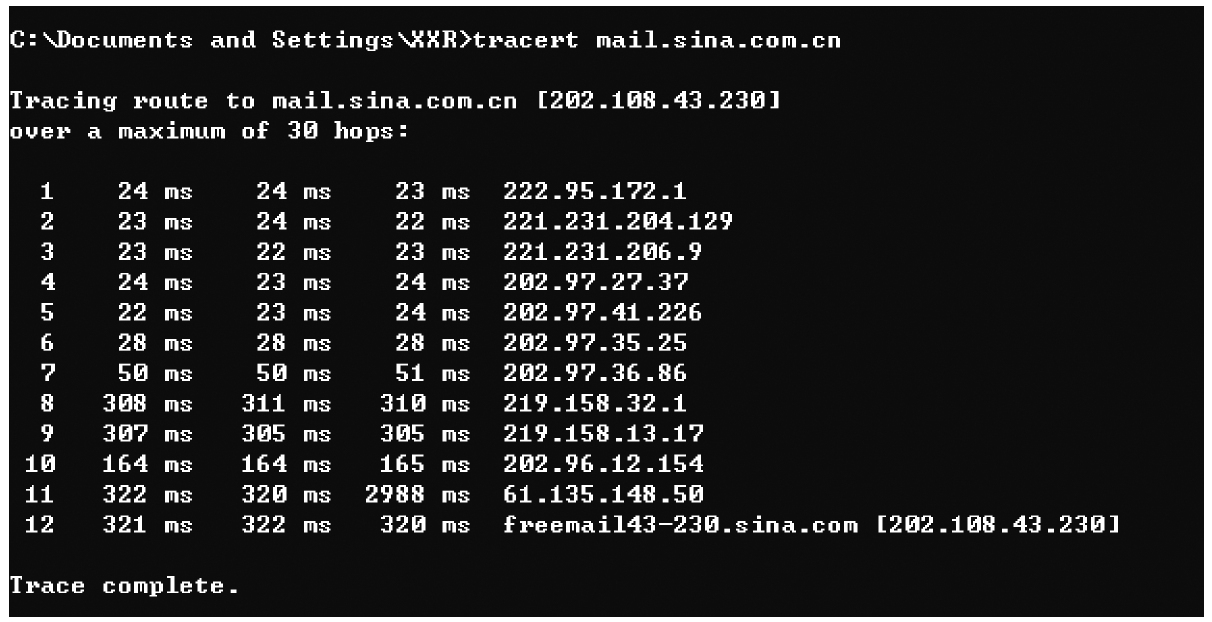 C:\Documents and Settings\XXR>tracert mail.sina.com.cn
Tracing route to mail.sina.com.cn [202.108.43.230]
over a maximum of 30 hops:
1 24 ms 24 ms 23 ms 222.95.172.1
2 23 ms 24 ms 22 ms 221.231.204.129
3 23 ms 22 ms 23 ms 221.231.206.9
4 24 ms 23 ms 24 ms 202.97.27.37
5 22 ms 23 ms 24 ms 202.97.41.226
6 28 ms 28 ms 28 ms 202.97.35.25
7 50 ms 50 ms 51 ms 202.97.36.86
8 308 ms 311 ms 310 ms 219.158.32.1
9 307 ms 305 ms 305 ms 219.158.13.17
10 164 ms 164 ms 165 ms 202.96.12.154
11 322 ms 320 ms 2988 ms 61.135.148.50
12 321 ms 322 ms 320 ms freemail43-230.sina.com [202.108.43.230]
Trace complete.